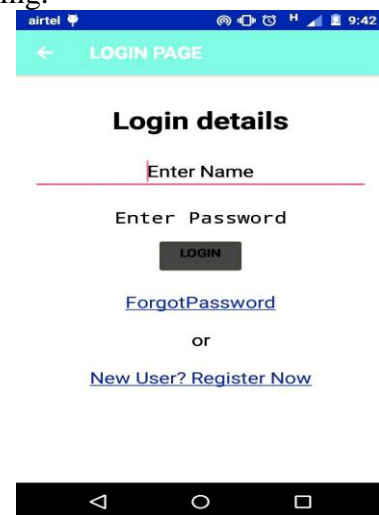 airtel H 9:42
LOGIN PAGE
Login details
Enter Name
Enter Password
LOGIN
ForgotPassword
or
New User? Register Now